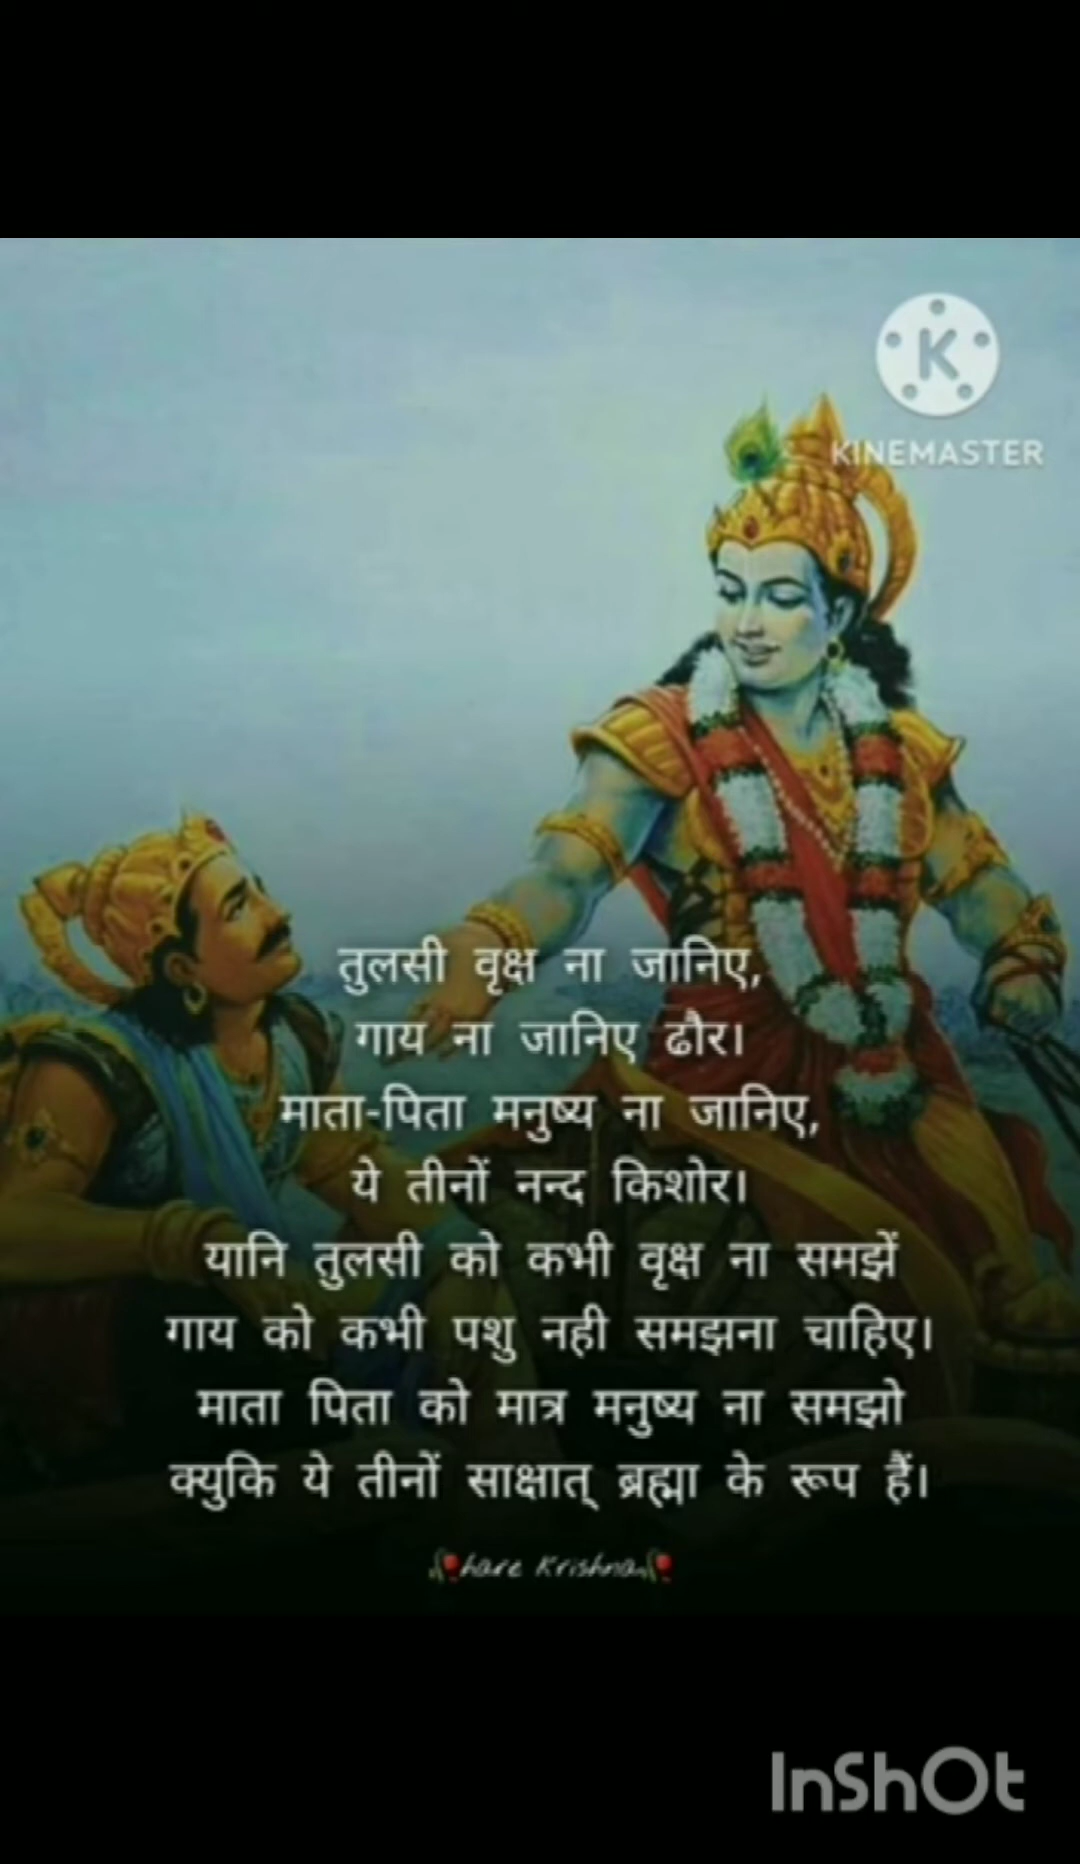 KINEMASTER
तुलसी वृक्ष ना जानिए,
गाय ना जानिए ढौर।
माता-पिता मनुष्य ना जानिए,
ये तीनों नन्द किशोर।
यानि तुलसी को कभी वृक्ष ना समझें
गाय को कभी पशु नही समझना चाहिए।
माता पिता को मात्र मनुष्य ना समझो
क्युकि ये तीनों साक्षात् ब्रह्मा के रूप हैं।
hare Krishna
InShOt